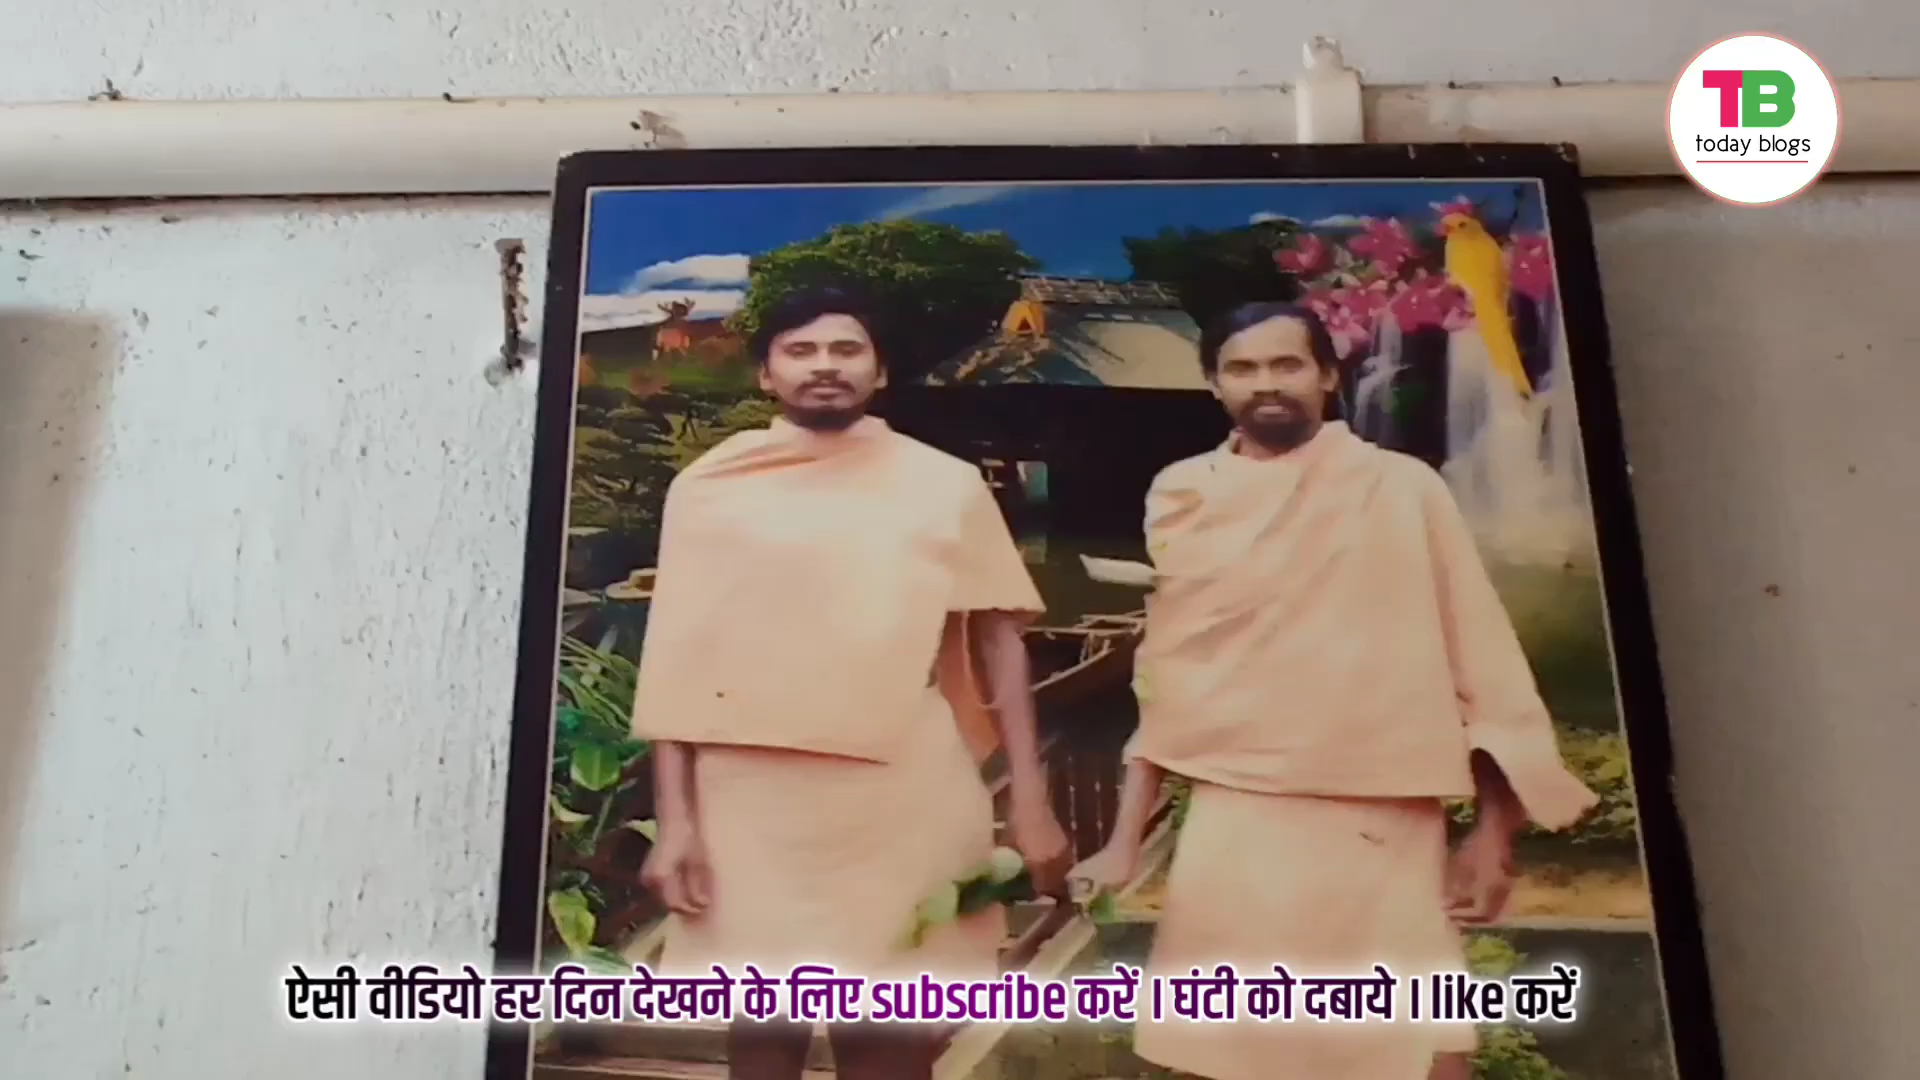 TB
today blogs
ऐसी वीडियो हर दिन देखने के लिए subscribe करें । घंटी को दबाये । like करें